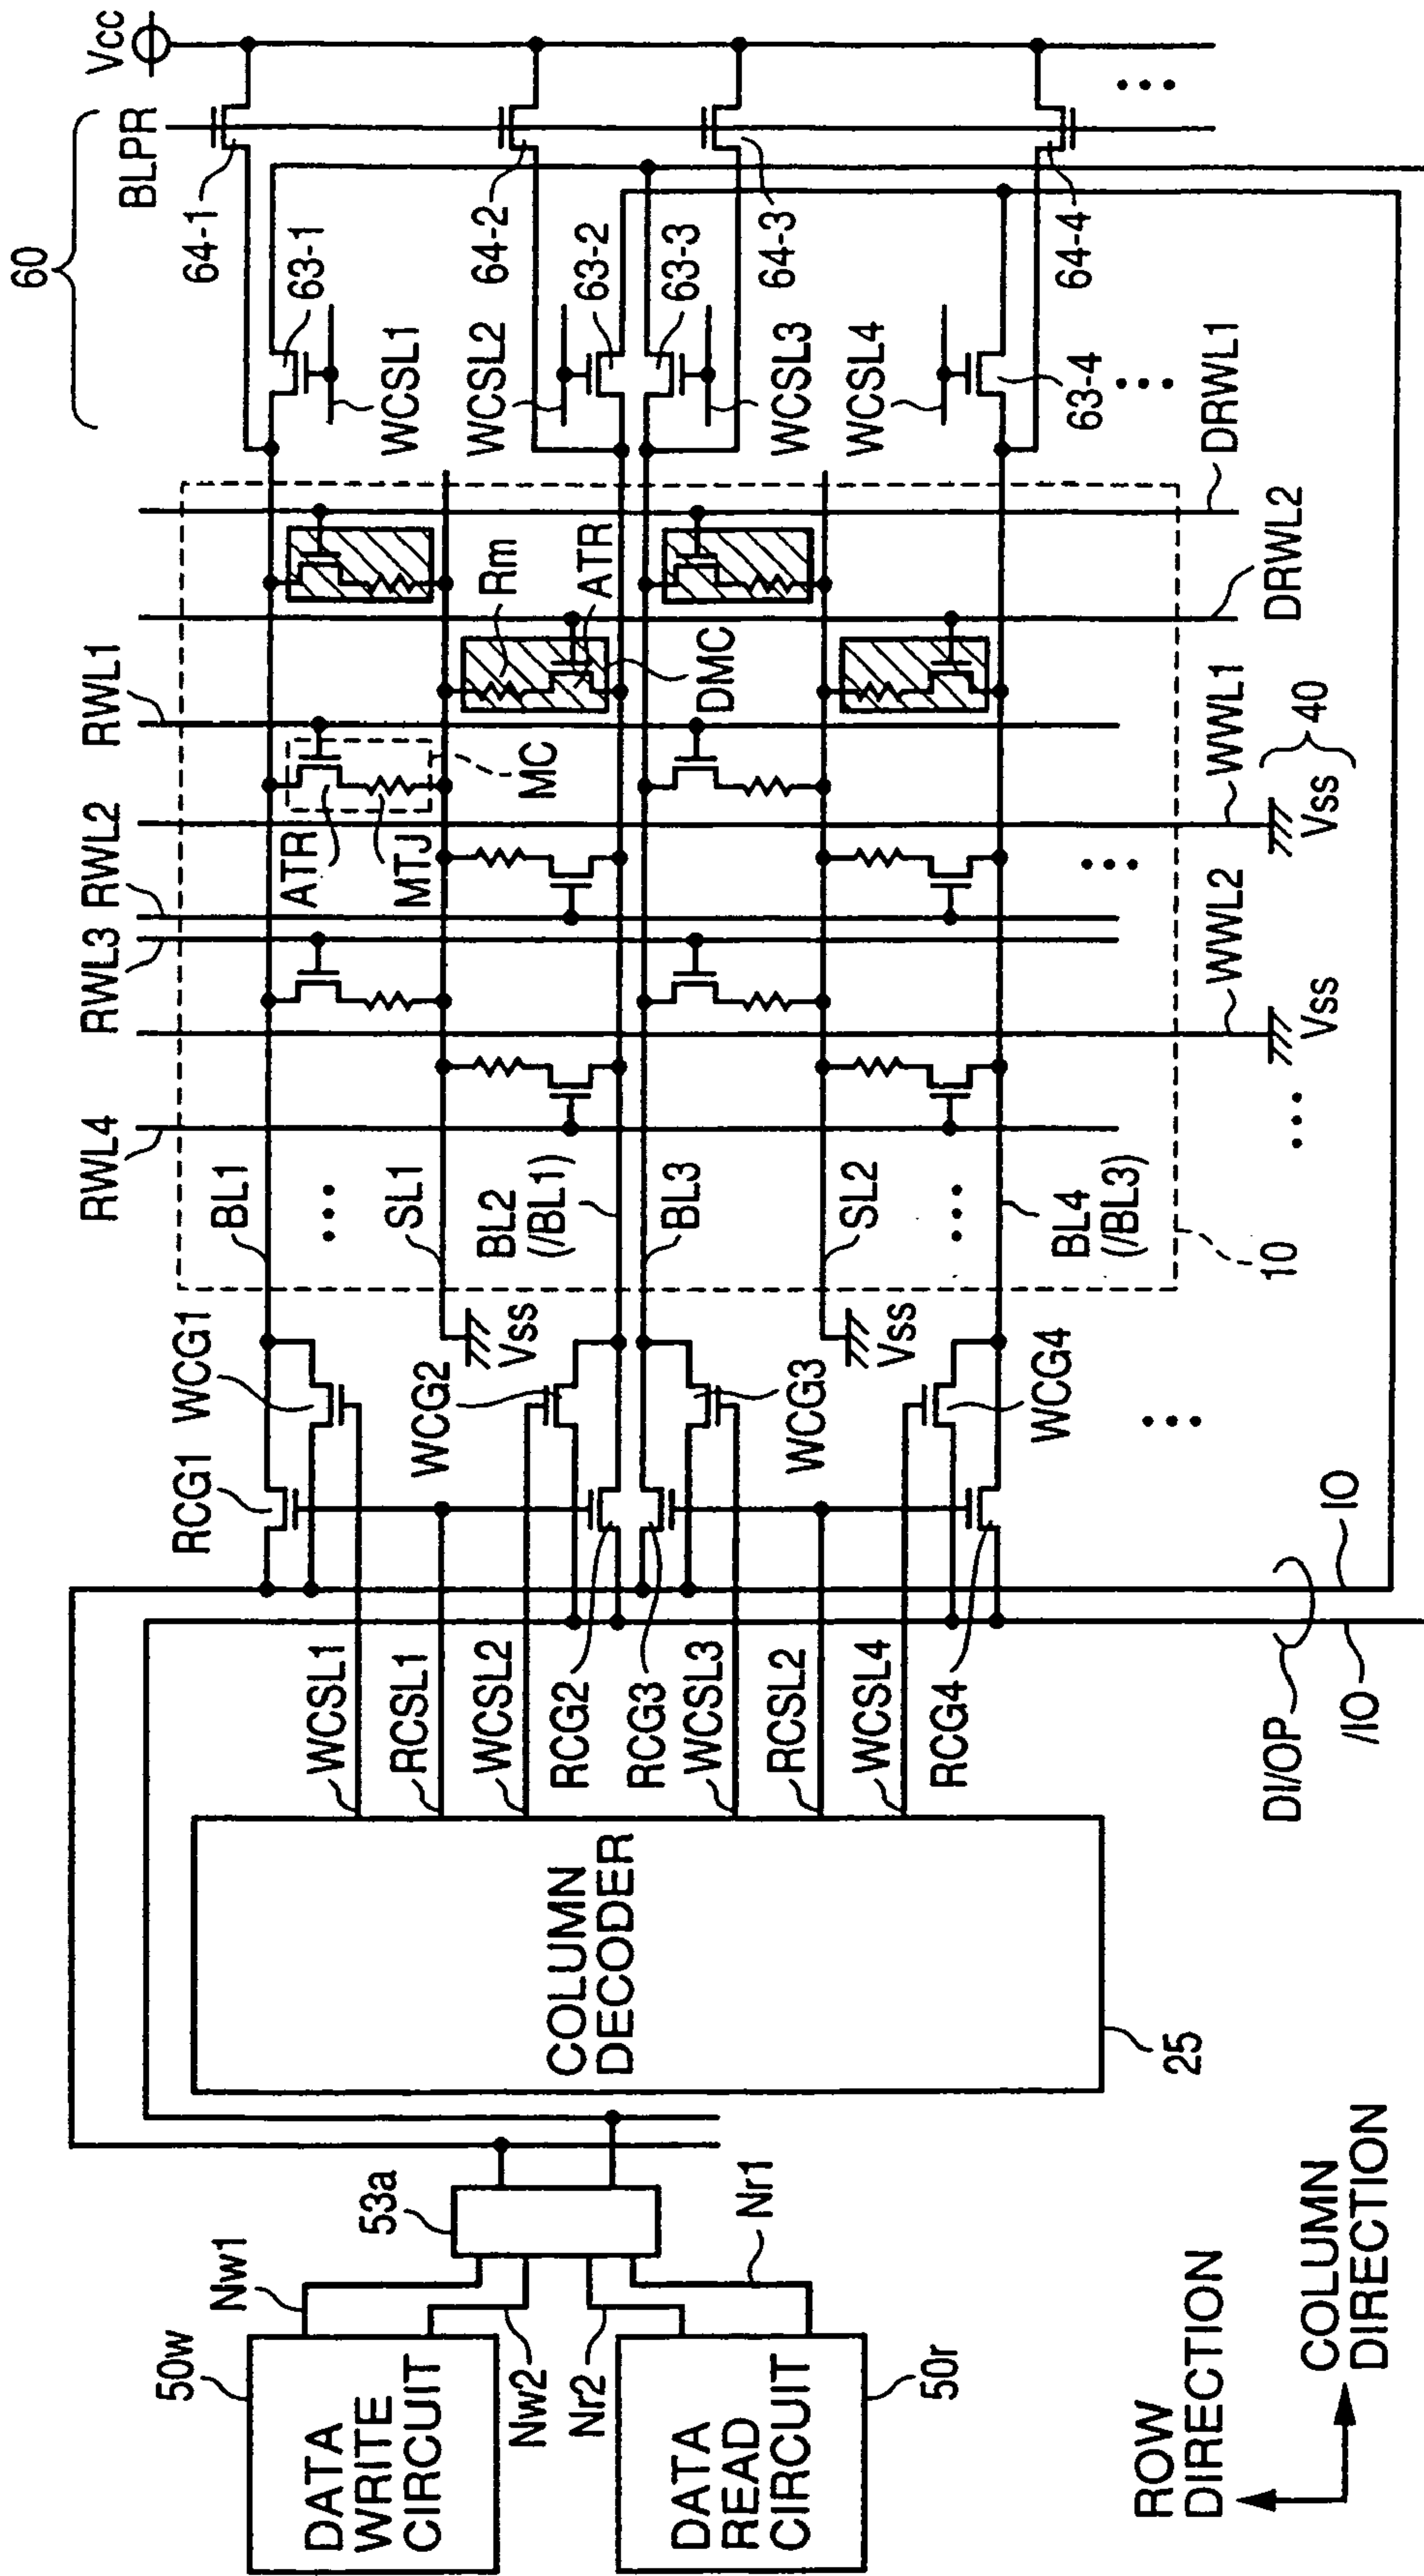 Vcc
60
BLPR
64-1
63-1
WCSL1
64-2
WCSL2
63-2
63-3
64-3
WCSL3
WCSL4
64-4
63-4
DRWL1
DRWL2
Rm
ATR
DMC
RWL1
RWL2
RWL3
RWL4
ATR
MTJ
MC
WWL1
40
Vss
WWL2
Vss
BL1
SL1
BL2
(/BL1)
BL3
SL2
BL4
(/BL3)
10
WCG1
Vss
WCG2
WCG3
Vss
WCG4
RCG1
IO
/IO
DI/OP
WCSL1
RCSL1
WCSL2
RCG2
RCG3
WCSL3
RCSL2
WCSL4
RCG4
COLUMN
DECODER
25
53a
Nw1
Nw2
Nr2
Nr1
50w
DATA
WRITE
CIRCUIT
DATA
READ
CIRCUIT
50r
ROW
DIRECTION
COLUMN
DIRECTION